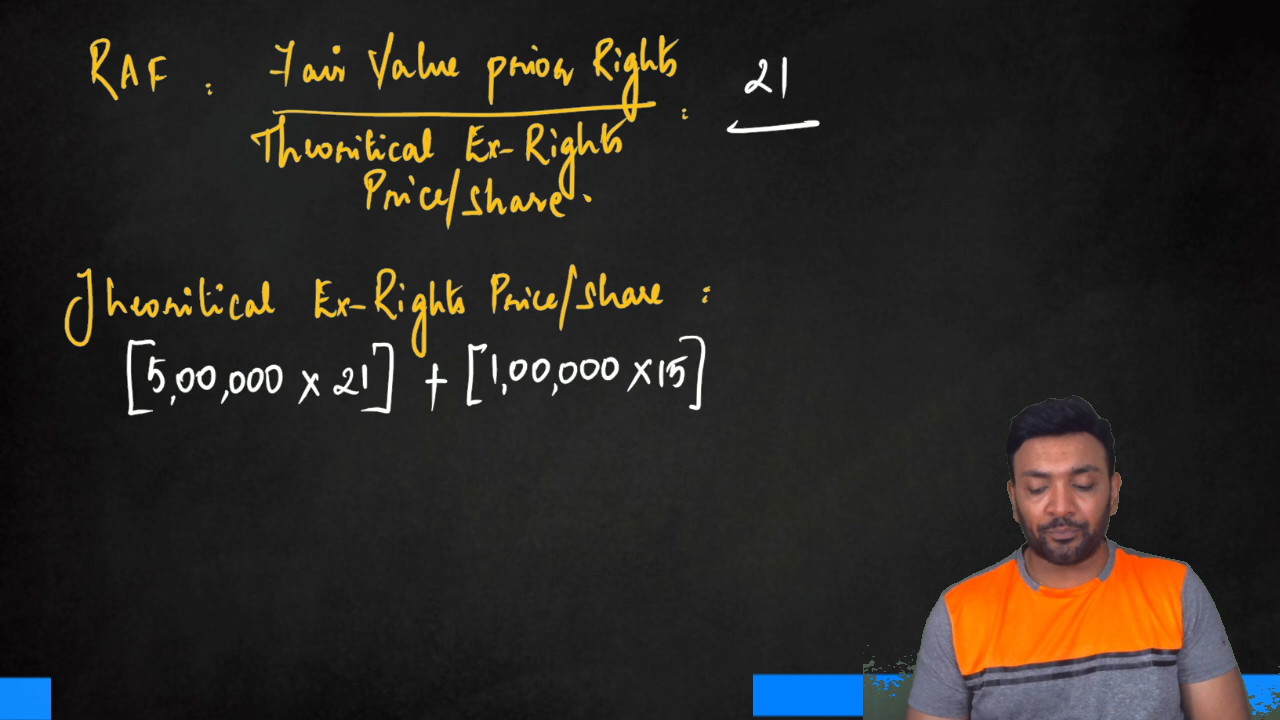 RAF : Fair Value prior Rights : 21
Theoritical Ex-Rights
Price/share.
Theoritical Ex-Rights Price/share :
[5,00,000 x 21] + [1,00,000 x 15]